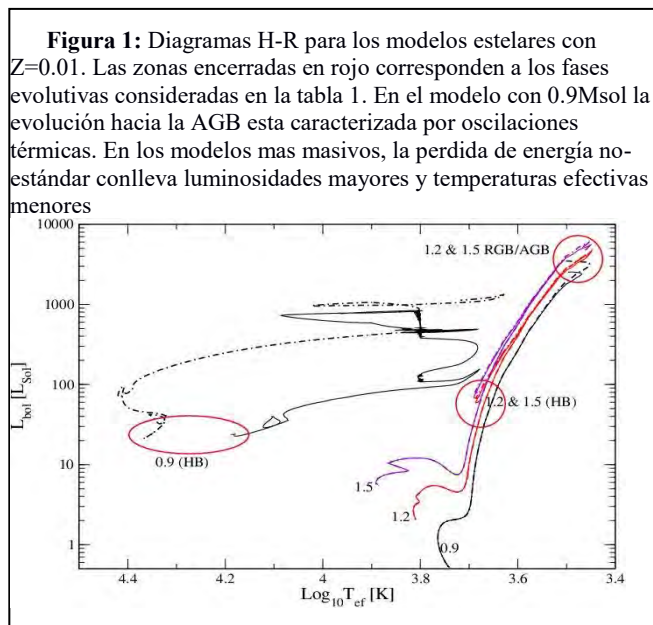 Figura 1: Diagramas H-R para los modelos estelares con
Z=0.01. Las zonas encerradas en rojo corresponden a los fases
evolutivas consideradas en la tabla 1. En el modelo con 0.9Msol la
evolución hacia la AGB esta caracterizada por oscilaciones
térmicas. En los modelos mas masivos, la perdida de energía no-
estándar conlleva luminosidades mayores y temperaturas efectivas
menores
10000
1.2 & 1.5 RGB/AGB
1000
L_bol [L_Sol]
100
1.2 & 1.5 (HB)
0.9 (HB)
10
1.5
1.2
0.9
1
4.4 4.2 4 3.8 3.6 3.4
Log10T_ef [K]